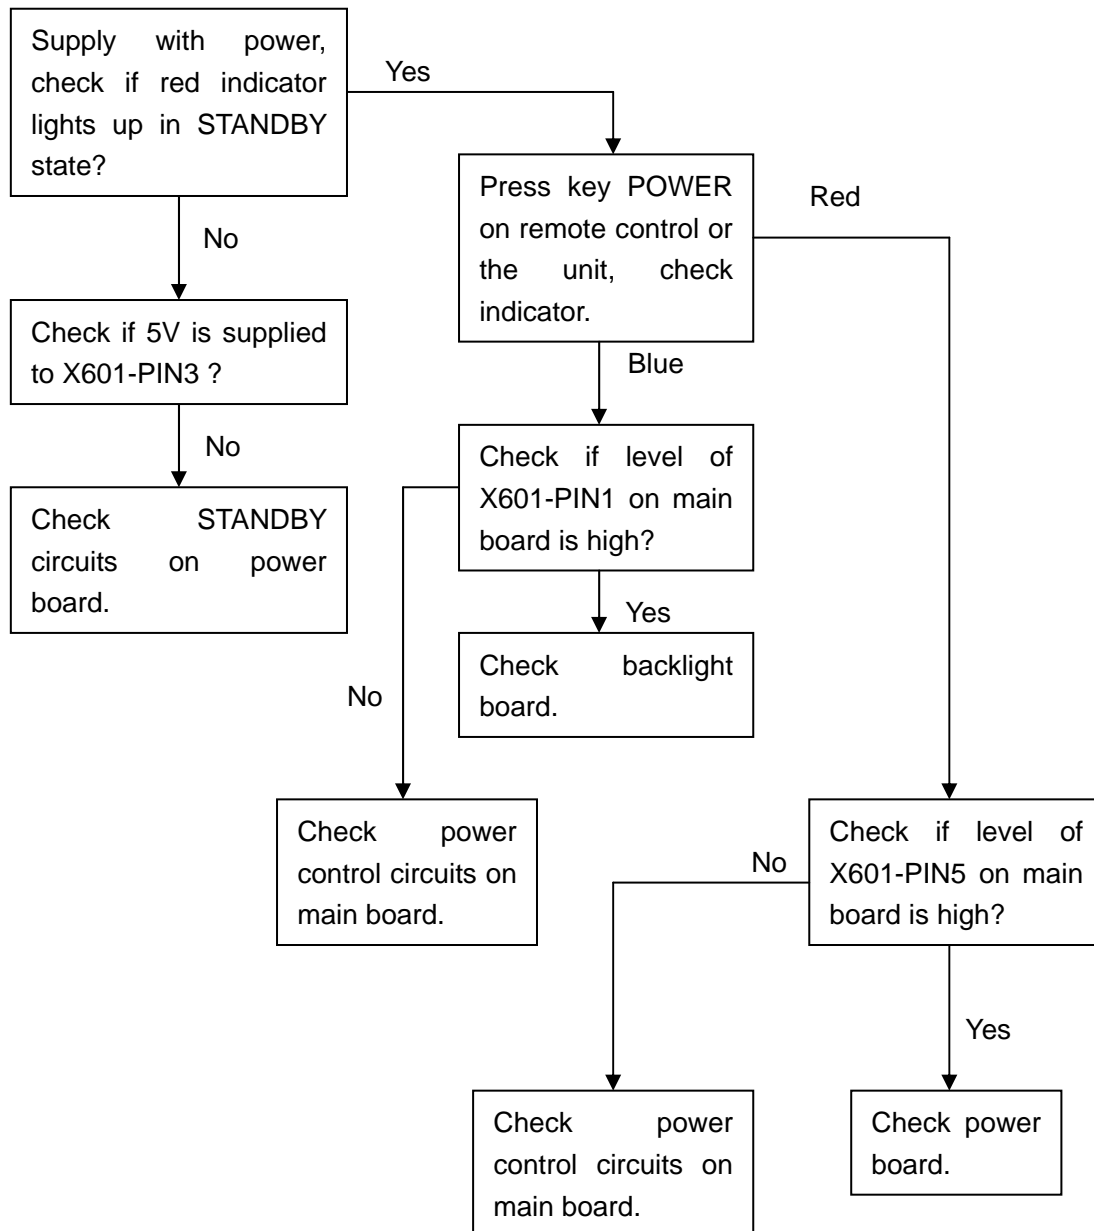 Supply with power,
check if red indicator
lights up in STANDBY
state?
Yes
No
Press key POWER
on remote control or
the unit, check
indicator.
Red
Check if 5V is supplied
to X601-PIN3 ?
Blue
No
Check if level of
X601-PIN1 on main
board is high?
Check STANDBY
circuits on power
board.
Yes
Check backlight
board.
No
Check power
control circuits on
main board.
Check if level of
X601-PIN5 on main
board is high?
No
Yes
Check power
control circuits on
main board.
Check power
board.